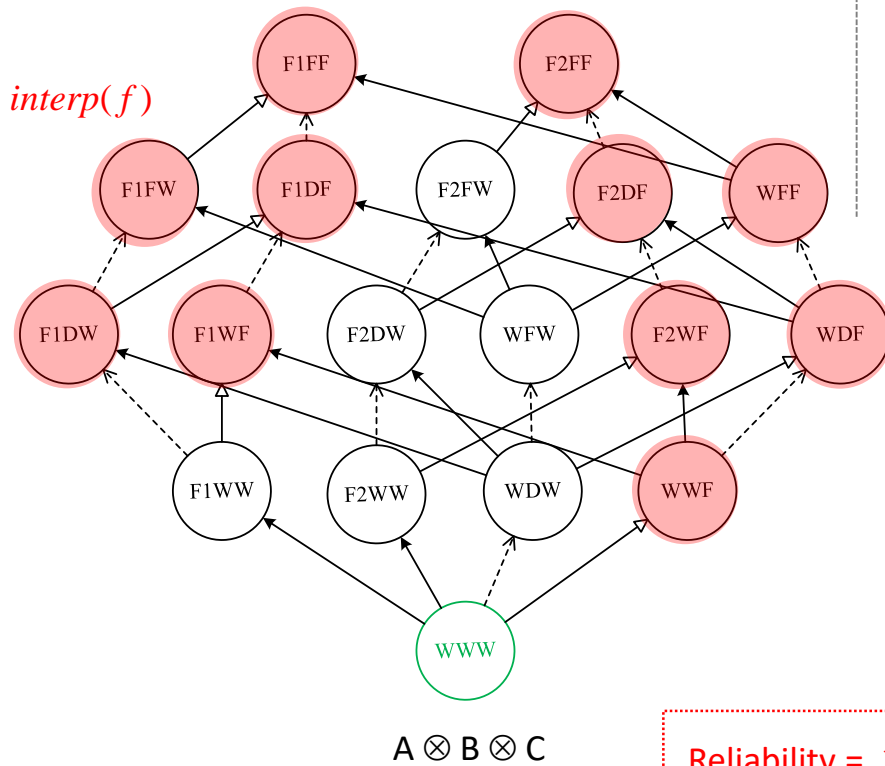 F1FF F2FF
interp(f)
F1FW F1DF F2FW F2DF WFF
F1DW F1WF F2DW WFW F2WF WDF
F1WW F2WW WDW WWF
WWW
A ⊗ B ⊗ C
Reliability =